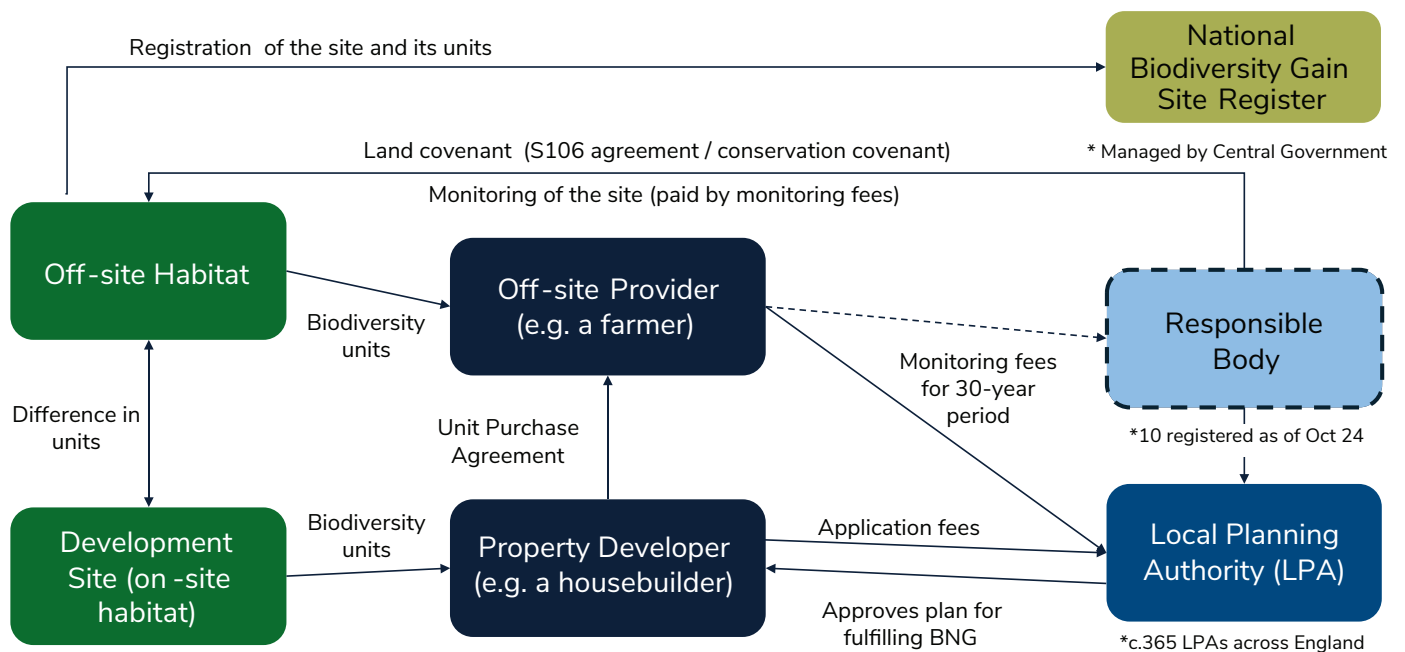 Registration of the site and its units
National
Biodiversity Gain
Site Register
* Managed by Central Government
Land covenant (S106 agreement / conservation covenant)
Monitoring of the site (paid by monitoring fees)
Off-site Habitat
Biodiversity
units
Off-site Provider
(e.g. a farmer)
Monitoring fees
for 30-year
period
Responsible
Body
*10 registered as of Oct 24
Difference in
units
Unit Purchase
Agreement
Development
Site (on-site
habitat)
Biodiversity
units
Property Developer
(e.g. a housebuilder)
Application fees
Approves plan for
fulfilling BNG
Local Planning
Authority (LPA)
*c.365 LPAs across England